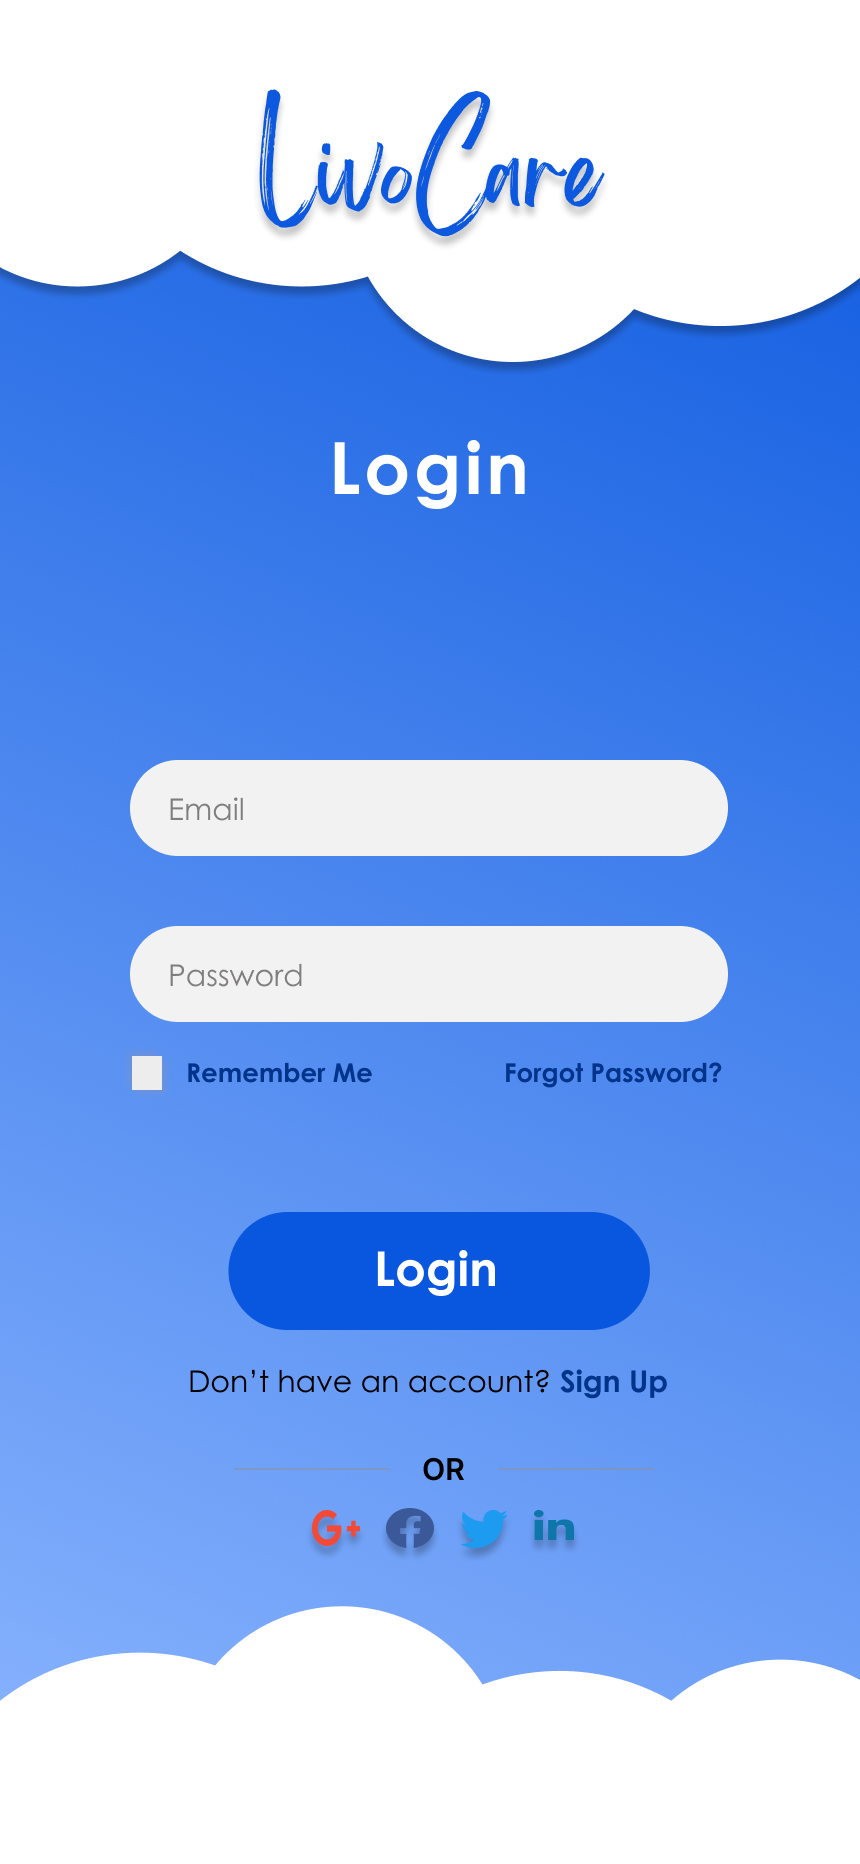 LivoCare
Login
Email
Password
Remember Me Forgot Password?
Login
Don’t have an account? Sign Up
OR
G+ f in